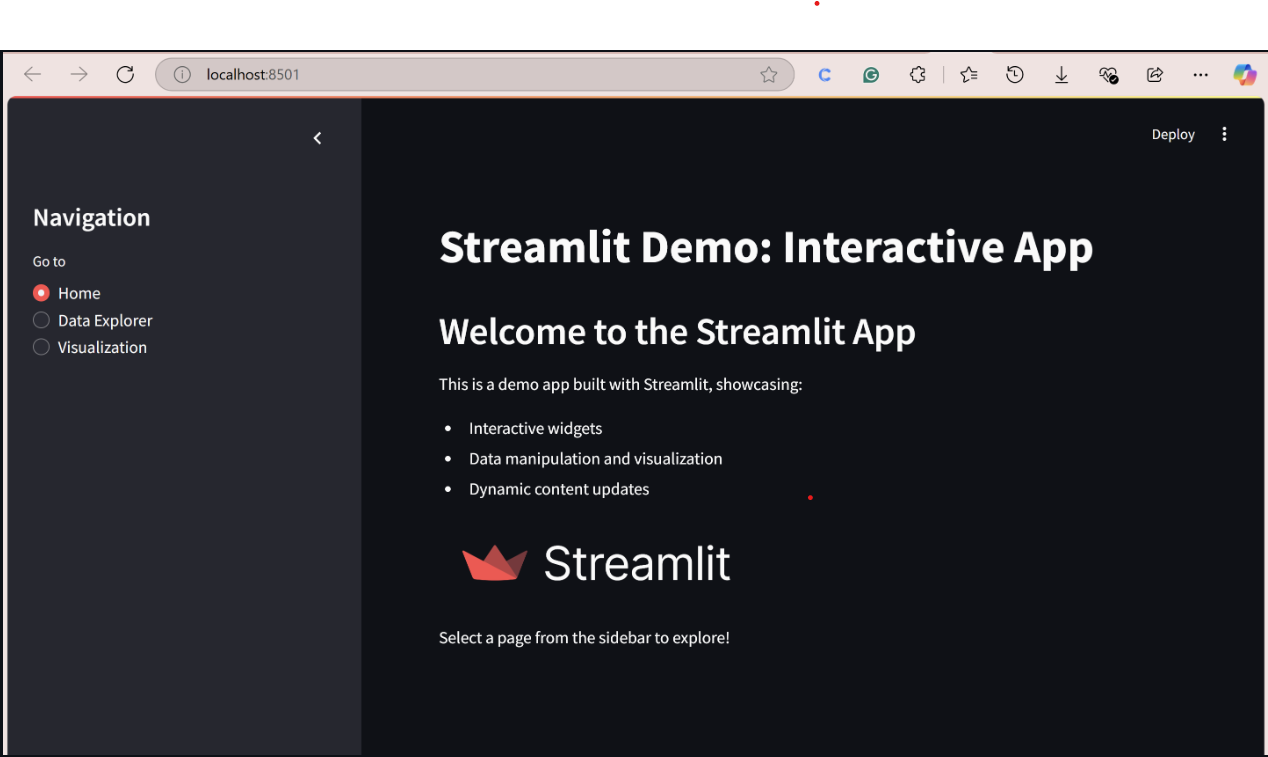 localhost:8501
Deploy
Navigation
Go to
Home
Data Explorer
Visualization
Streamlit Demo: Interactive App
Welcome to the Streamlit App
This is a demo app built with Streamlit, showcasing:
• Interactive widgets
• Data manipulation and visualization
• Dynamic content updates
Streamlit
Select a page from the sidebar to explore!